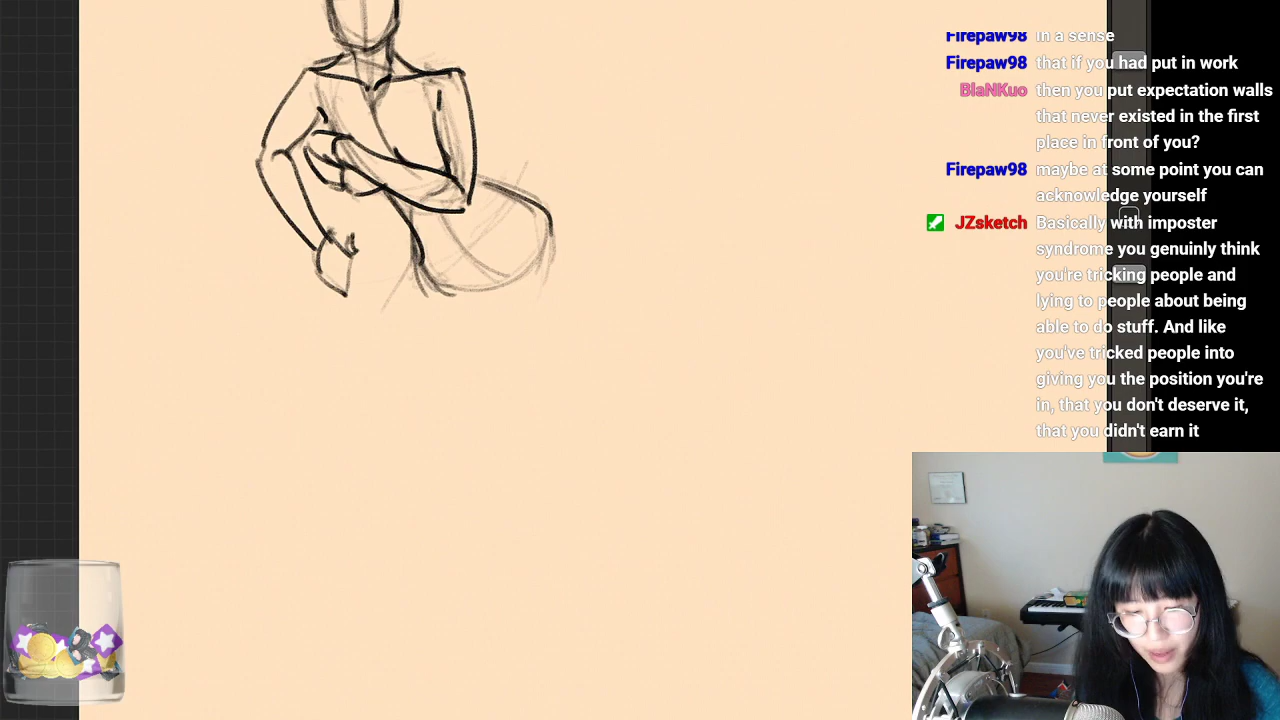 Firepaw98 in a sense
Firepaw98 that if you had put in work
BlaNKuo then you put expectation walls
that never existed in the first
place in front of you?
Firepaw98 maybe at some point you can
acknowledge yourself
JZsketch Basically with imposter
syndrome you genuinely think
you're tricking people and
lying to people about being
able to do stuff. And like
you've tricked people into
giving you the position you're
in, that you don't deserve it,
that you didn't earn it